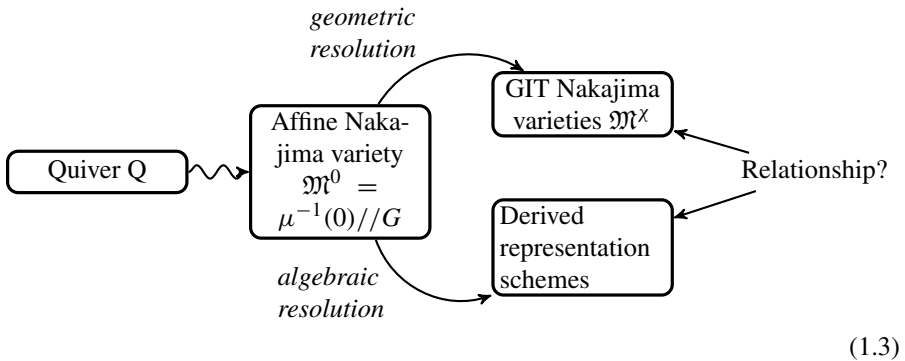 geometric
resolution
GIT Nakajima
varieties 𝔐^χ
Affine Naka-
jima variety
𝔐^0 =
μ^{-1}(0)//G
Quiver Q
Relationship?
Derived
representation
schemes
algebraic
resolution
(1.3)